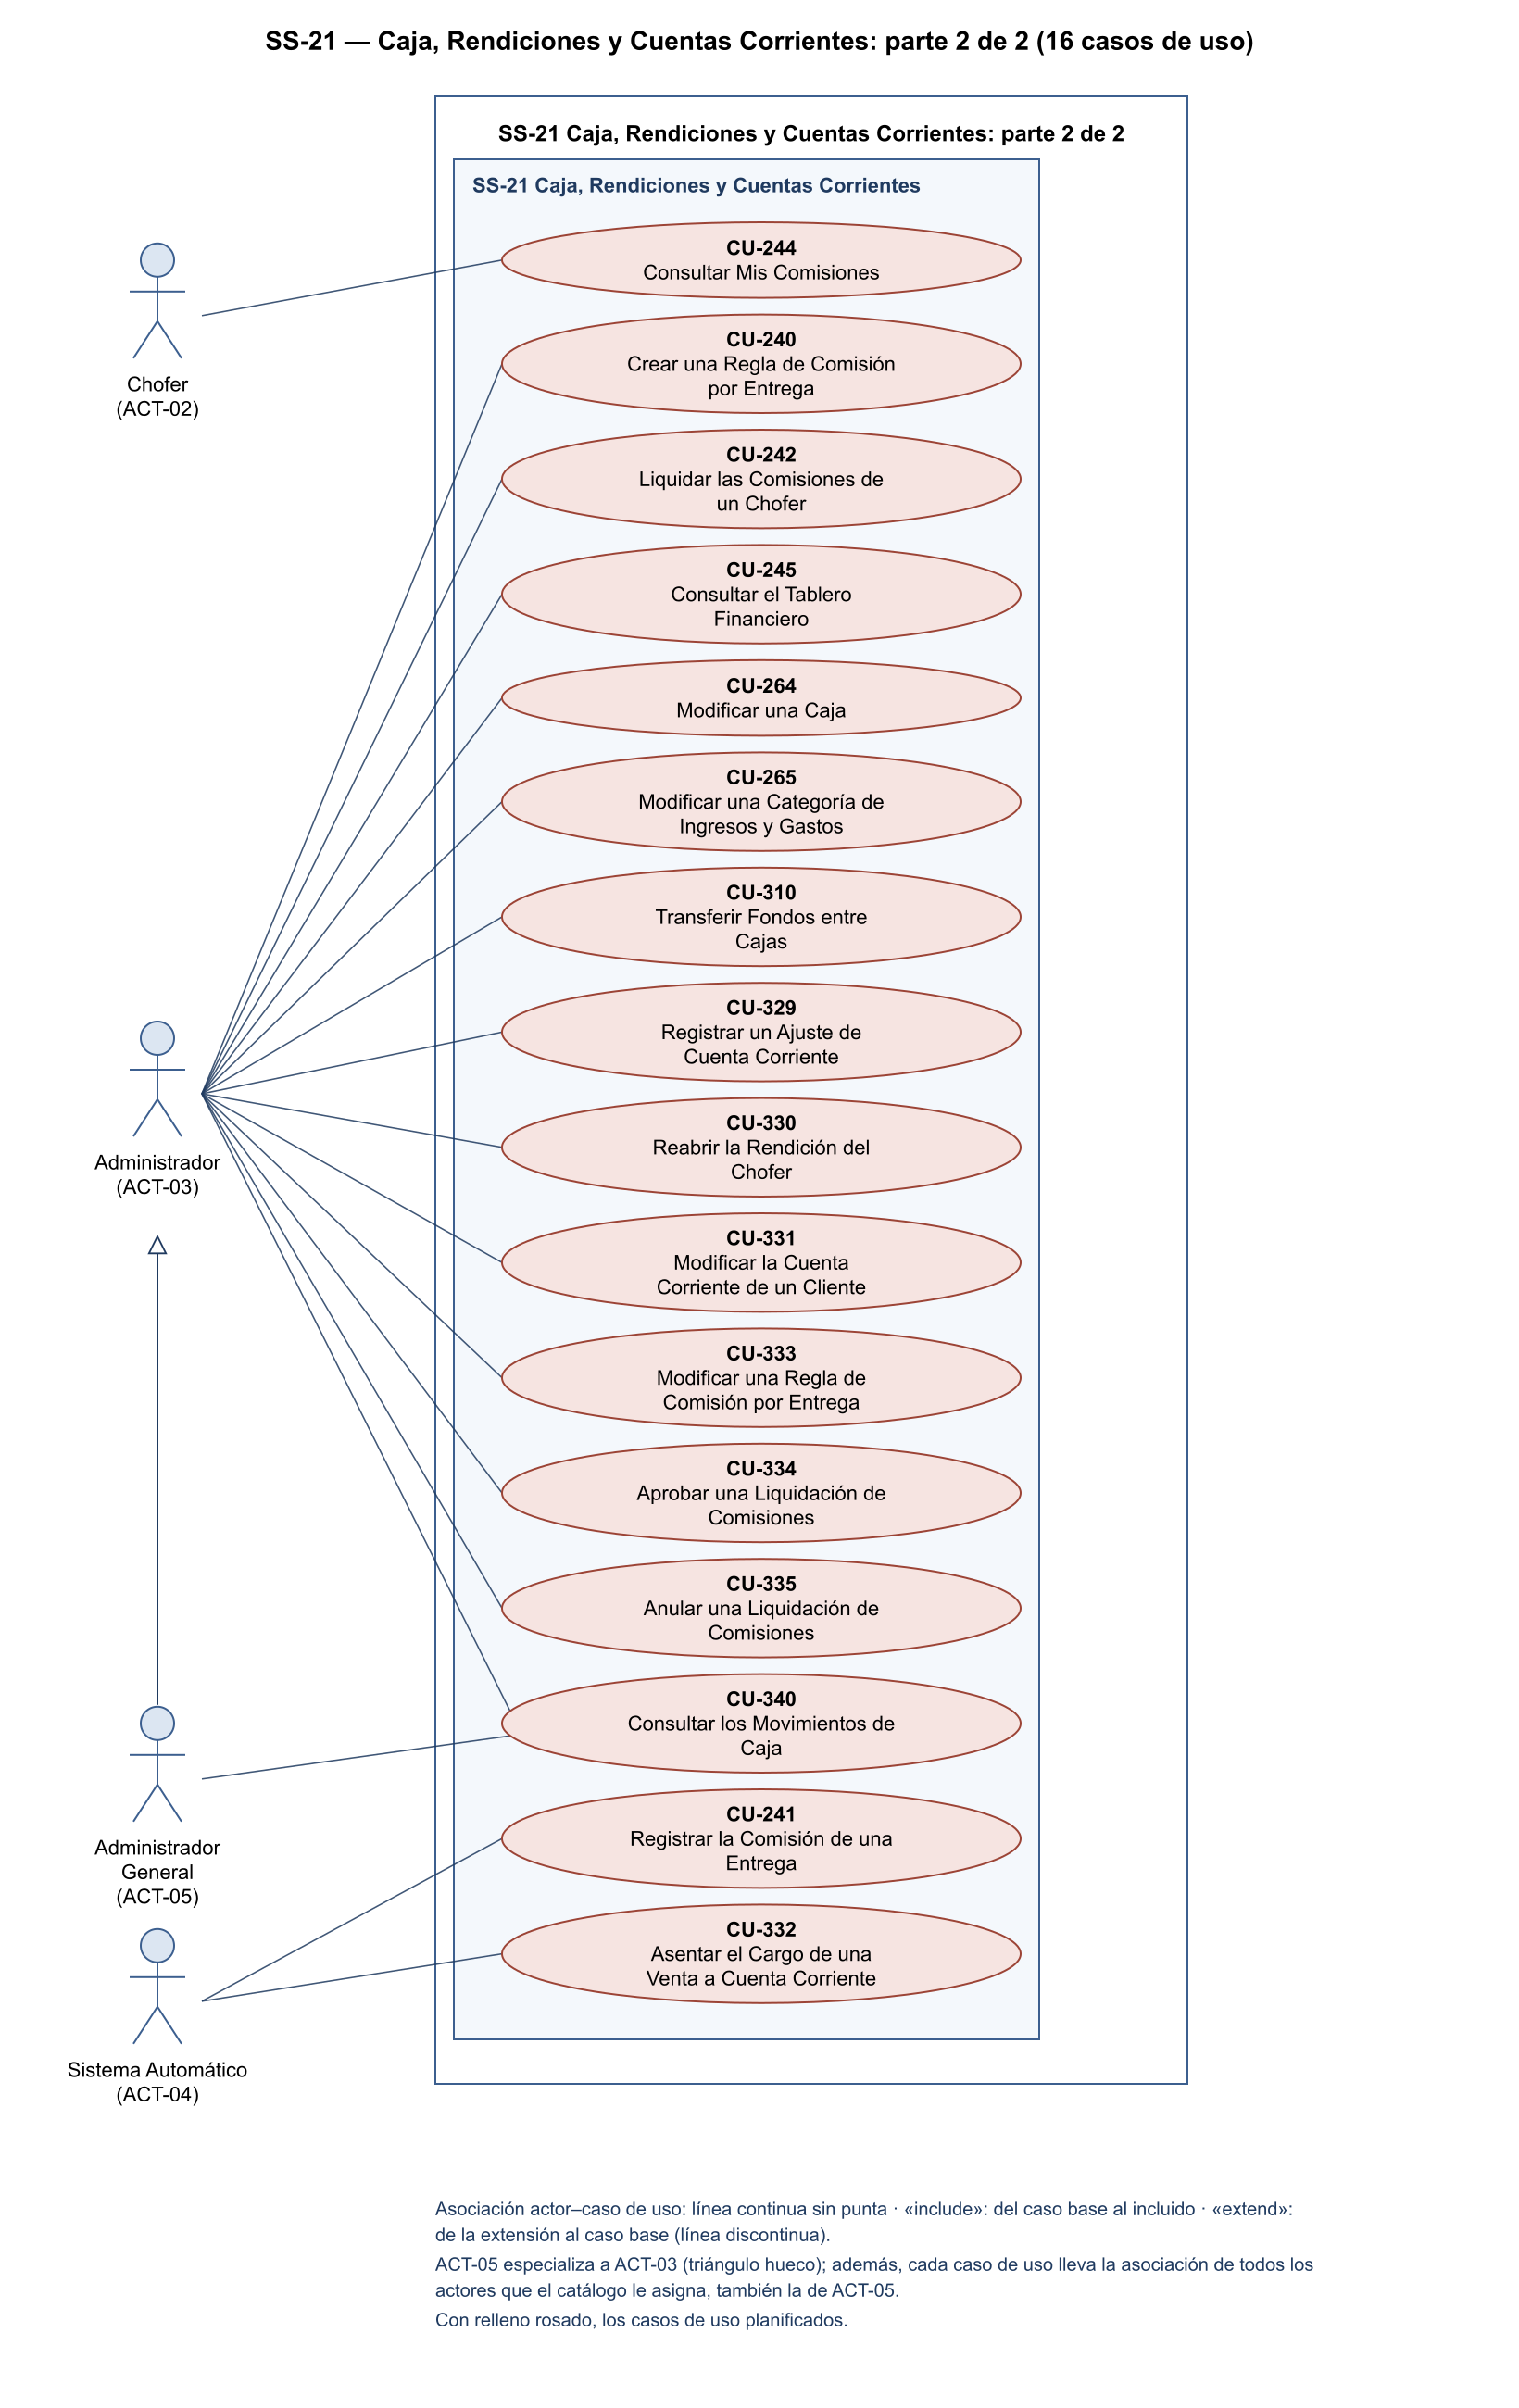 SS-21 — Caja, Rendiciones y Cuentas Corrientes: parte 2 de 2 (16 casos de uso)
SS-21 Caja, Rendiciones y Cuentas Corrientes: parte 2 de 2
SS-21 Caja, Rendiciones y Cuentas Corrientes
CU-244
Consultar Mis Comisiones
Chofer
(ACT-02)
CU-240
Crear una Regla de Comisión
por Entrega
CU-242
Liquidar las Comisiones de
un Chofer
CU-245
Consultar el Tablero
Financiero
CU-264
Modificar una Caja
CU-265
Modificar una Categoría de
Ingresos y Gastos
CU-310
Transferir Fondos entre
Cajas
CU-329
Registrar un Ajuste de
Cuenta Corriente
Administrador
(ACT-03)
CU-330
Reabrir la Rendición del
Chofer
CU-331
Modificar la Cuenta
Corriente de un Cliente
CU-333
Modificar una Regla de
Comisión por Entrega
CU-334
Aprobar una Liquidación de
Comisiones
CU-335
Anular una Liquidación de
Comisiones
CU-340
Consultar los Movimientos de
Caja
Administrador
General
(ACT-05)
CU-241
Registrar la Comisión de una
Entrega
CU-332
Asentar el Cargo de una
Venta a Cuenta Corriente
Sistema Automático
(ACT-04)
Asociación actor–caso de uso: línea continua sin punta · «include»: del caso base al incluido · «extend»:
de la extensión al caso base (línea discontinua).
ACT-05 especializa a ACT-03 (triángulo hueco); además, cada caso de uso lleva la asociación de todos los
actores que el catálogo le asigna, también la de ACT-05.
Con relleno rosado, los casos de uso planificados.